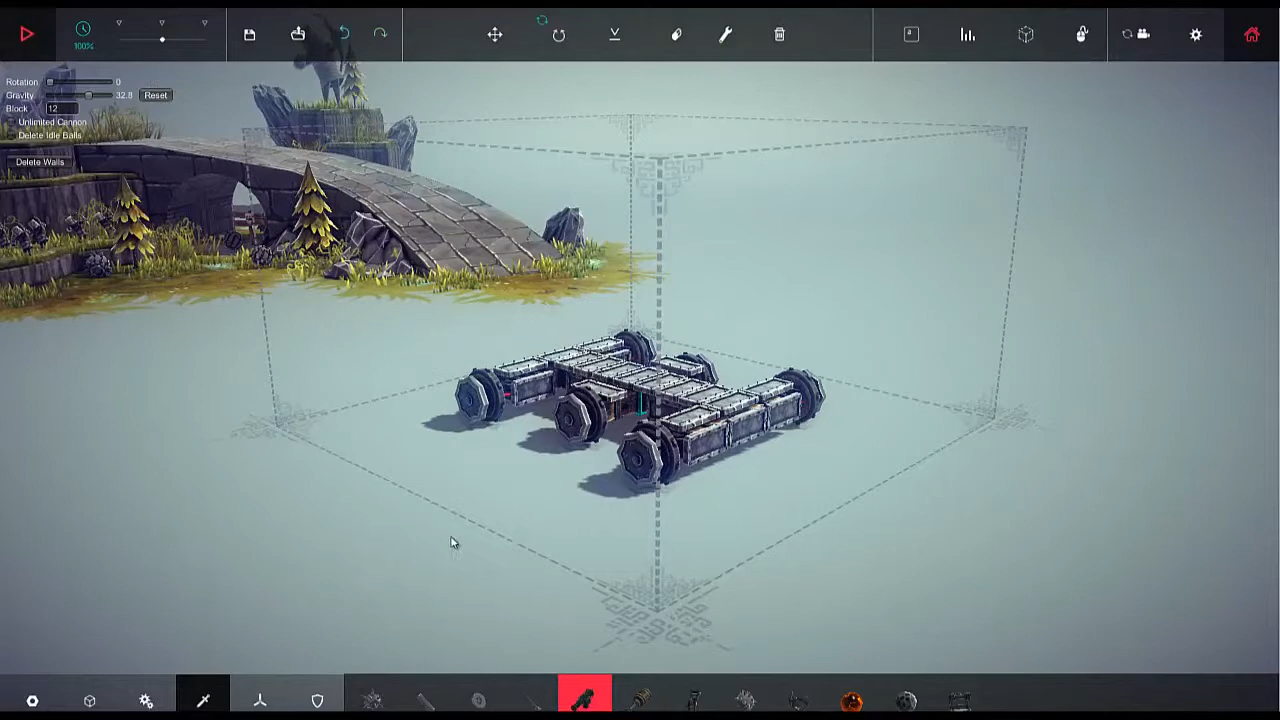 100%
Rotation 0
Gravity 32.8 Reset
Block 12
Unlimited Cannon
Delete Idle Balls
Delete Walls